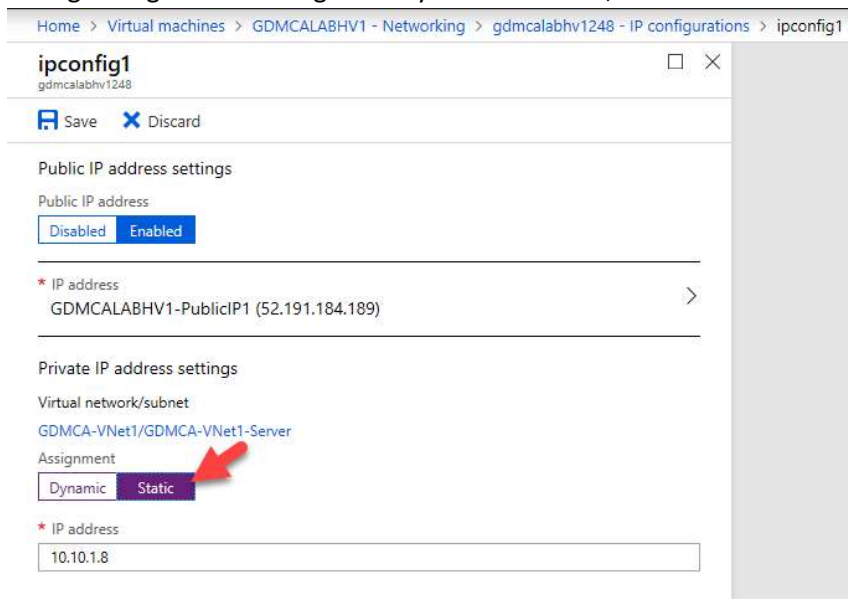 Home > Virtual machines > GDMCALABHV1 - Networking > gdmcalabhv1248 - IP configurations > ipconfig1
ipconfig1
gdmcalabhv1248
Save Discard
Public IP address settings
Public IP address
Disabled Enabled
* IP address
GDMCALABHV1-PublicIP1 (52.191.184.189)
Private IP address settings
Virtual network/subnet
GDMCA-VNet1/GDMCA-VNet1-Server
Assignment
Dynamic Static
* IP address
10.10.1.8